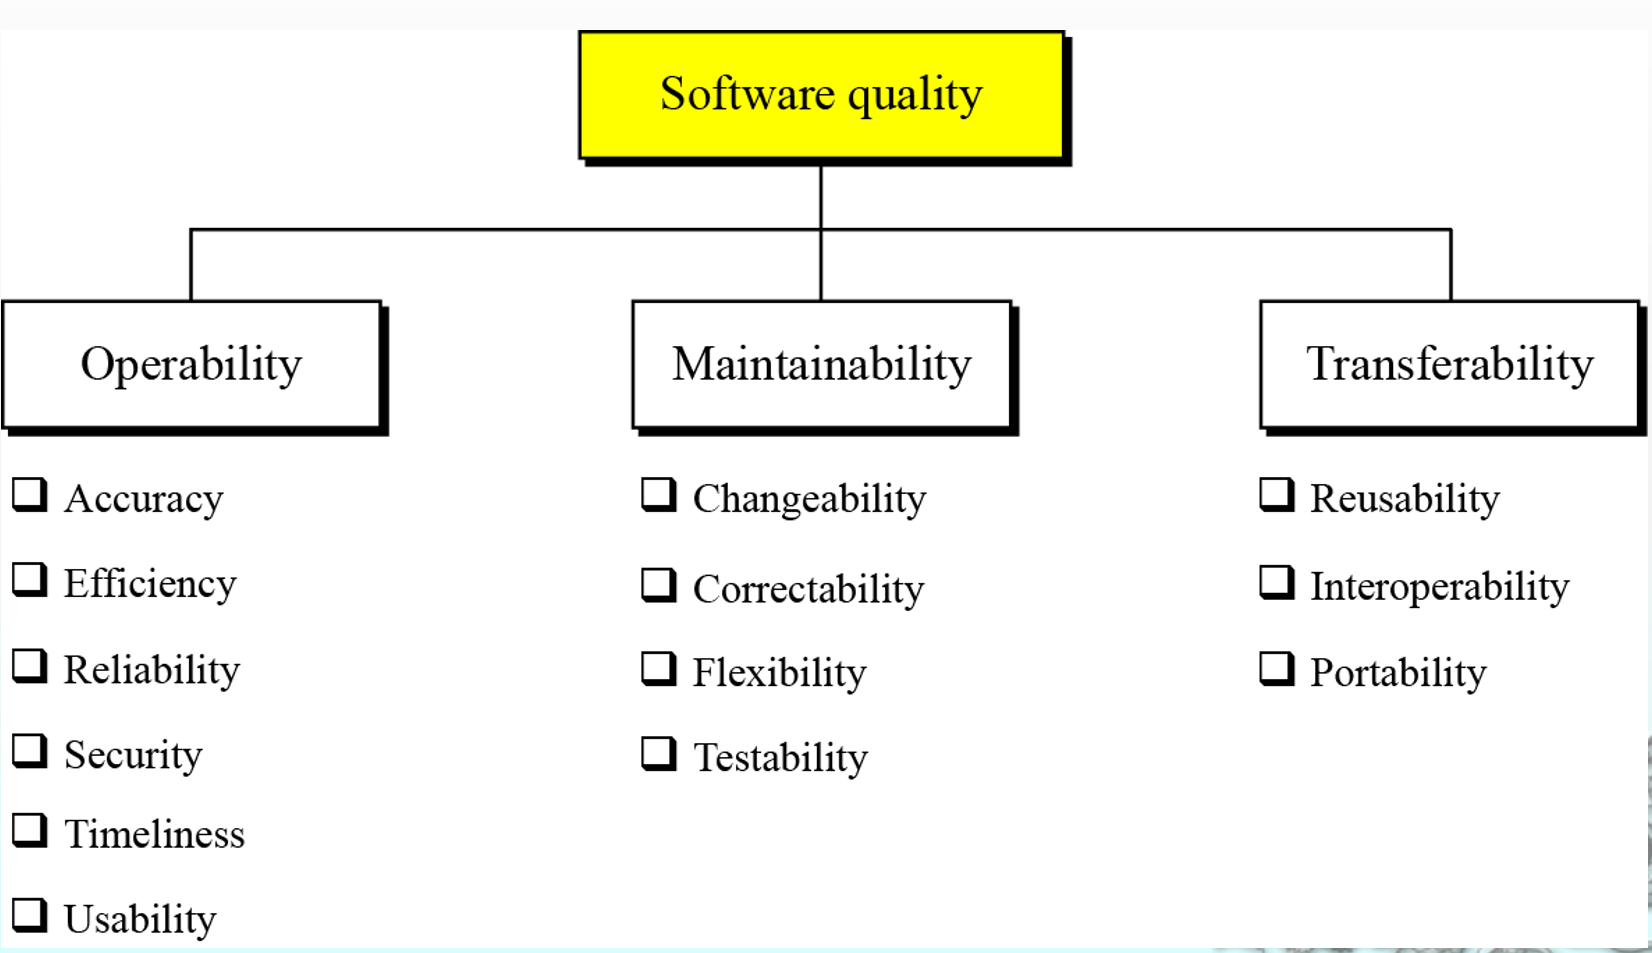 Software quality
Operability
Maintainability
Transferability
Accuracy
Efficiency
Reliability
Security
Timeliness
Usability
Changeability
Correctability
Flexibility
Testability
Reusability
Interoperability
Portability